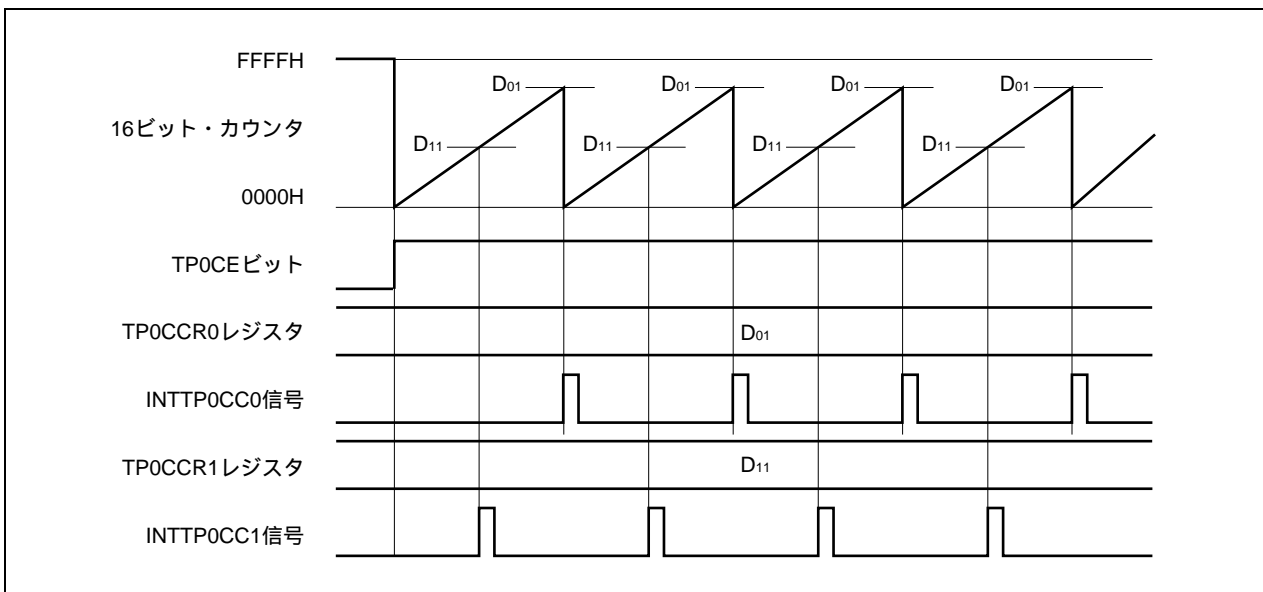 FFFFH
D01 D01 D01 D01
16ビット・カウンタ
D11 D11 D11 D11
0000H
TP0CEビット
TP0CCR0レジスタ
D01
INTTP0CC0信号
TP0CCR1レジスタ
D11
INTTP0CC1信号